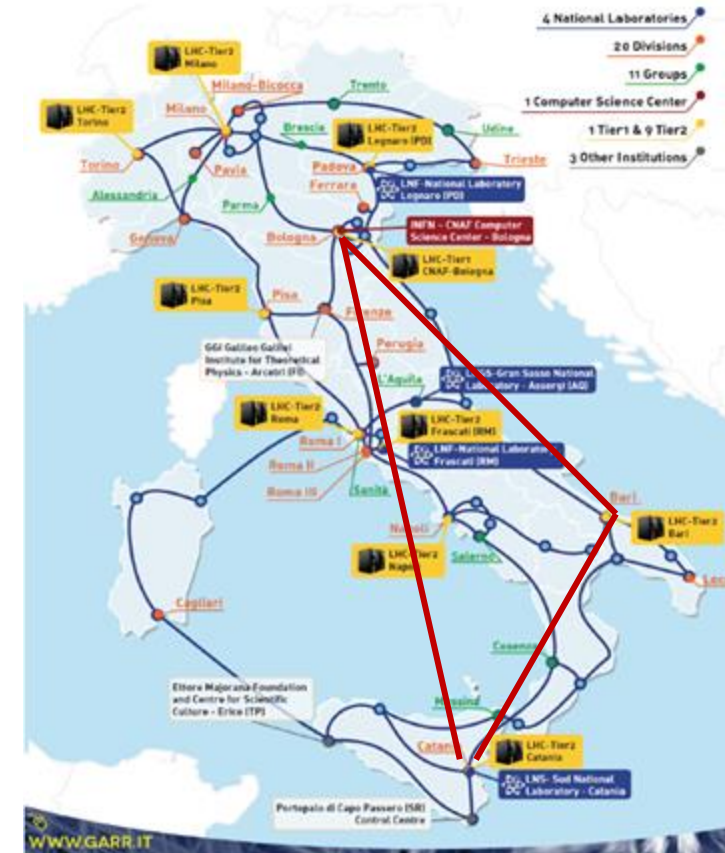 4 National Laboratories
20 Divisions
11 Groups
1 Computer Science Center
1 Tier1 & 9 Tier2
3 Other Institutions
LHC-Tier2
Milano
Milano-Bicocca
Trento
LHC-Tier2
Torino
Milano
Brescia
LHC-Tier2
Legnaro (PD)
Udine
Torino
Pavia
Padova
Trieste
Alessandria
Ferrara
LNF-National Laboratory
Legnaro (PD)
Parma
Genova
Bologna
INFN - CNAF Computer
Science Center - Bologna
LHC-Tier1
CNAF-Bologna
LHC-Tier2
Pisa
Pisa
Firenze
GGI Galileo Galilei
Institute for Theoretical
Physics - Arcetri (FI)
Perugia
L'Aquila
LNGS-Gran Sasso National
Laboratory - Assergi (AQ)
LHC-Tier2
Roma
LHC-Tier2
Frascati (RM)
Roma I
LNF-National Laborato
Frascati (RM)
Roma II
Roma III
Sanità
Bari
Napoli
LHC-Tier2
Bari
LHC-Tier2
Napo
Salerno
Lec
Cagliari
Cosenza
Ettore Majorana Foundation
and Centre for Scientific
Culture - Erice (TP)
Messina
Catan
LHC-Tier2
Catania
LNS- Sud National
Laboratory - Catania
Portopalo di Capo Passero (SR)
Control Centre
WWW.GARR.IT